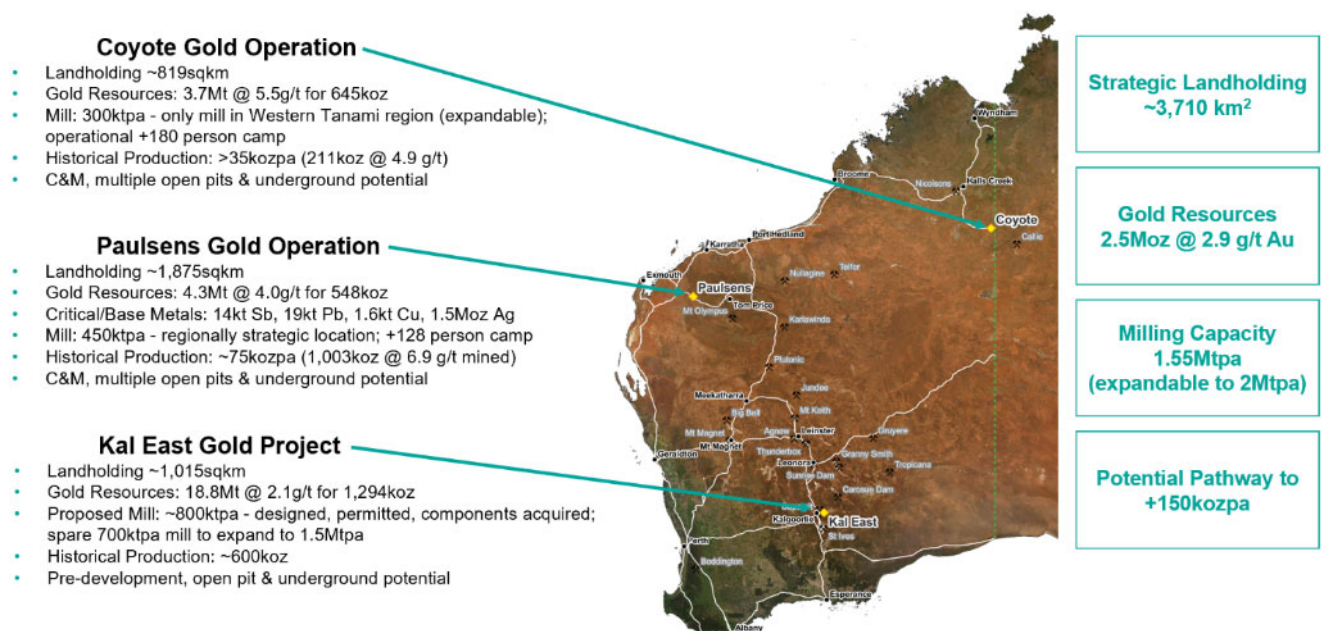 Coyote Gold Operation
• Landholding ~819sqkm
• Gold Resources: 3.7Mt @ 5.5g/t for 645koz
• Mill: 300ktpa - only mill in Western Tanami region (expandable);
operational +180 person camp
• Historical Production: >35kozpa (211koz @ 4.9 g/t)
• C&M, multiple open pits & underground potential
Paulsens Gold Operation
• Landholding ~1,875sqkm
• Gold Resources: 4.3Mt @ 4.0g/t for 548koz
• Critical/Base Metals: 14kt Sb, 19kt Pb, 1.6kt Cu, 1.5Moz Ag
• Mill: 450ktpa - regionally strategic location; +128 person camp
• Historical Production: ~75kozpa (1,003koz @ 6.9 g/t mined)
• C&M, multiple open pits & underground potential
Kal East Gold Project
• Landholding ~1,015sqkm
• Gold Resources: 18.8Mt @ 2.1g/t for 1,294koz
• Proposed Mill: ~800ktpa - designed, permitted, components acquired;
spare 700ktpa mill to expand to 1.5Mtpa
• Historical Production: ~600koz
• Pre-development, open pit & underground potential
Wyndham
Broome
Nicolsons
Halls Creek
Coyote
Callie
Port Hedland
Karratha
Exmouth
Nullagine
Telfer
Paulsens
Tom Price
Mt Olympus
Karlawinda
Plutonic
Jundee
Meekatharra
Big Bell
Mt Keith
Mt Magnet
Agnew
Leinster
Gruyere
Mt Magnet
Geraldton
Thunderbox
Granny Smith
Leonora
Sunrise Dam
Tropicana
Carosue Dam
Kalgoorlie
Kal East
St Ives
Perth
Boddington
Esperance
Albany
Strategic Landholding
~3,710 km²
Gold Resources
2.5Moz @ 2.9 g/t Au
Milling Capacity
1.55Mtpa
(expandable to 2Mtpa)
Potential Pathway to
+150kozpa